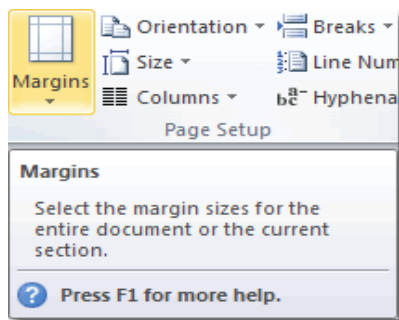 Margins
Orientation
Size
Columns
Breaks
Line Num
Hyphena
Page Setup
Margins
Select the margin sizes for the
entire document or the current
section.
Press F1 for more help.